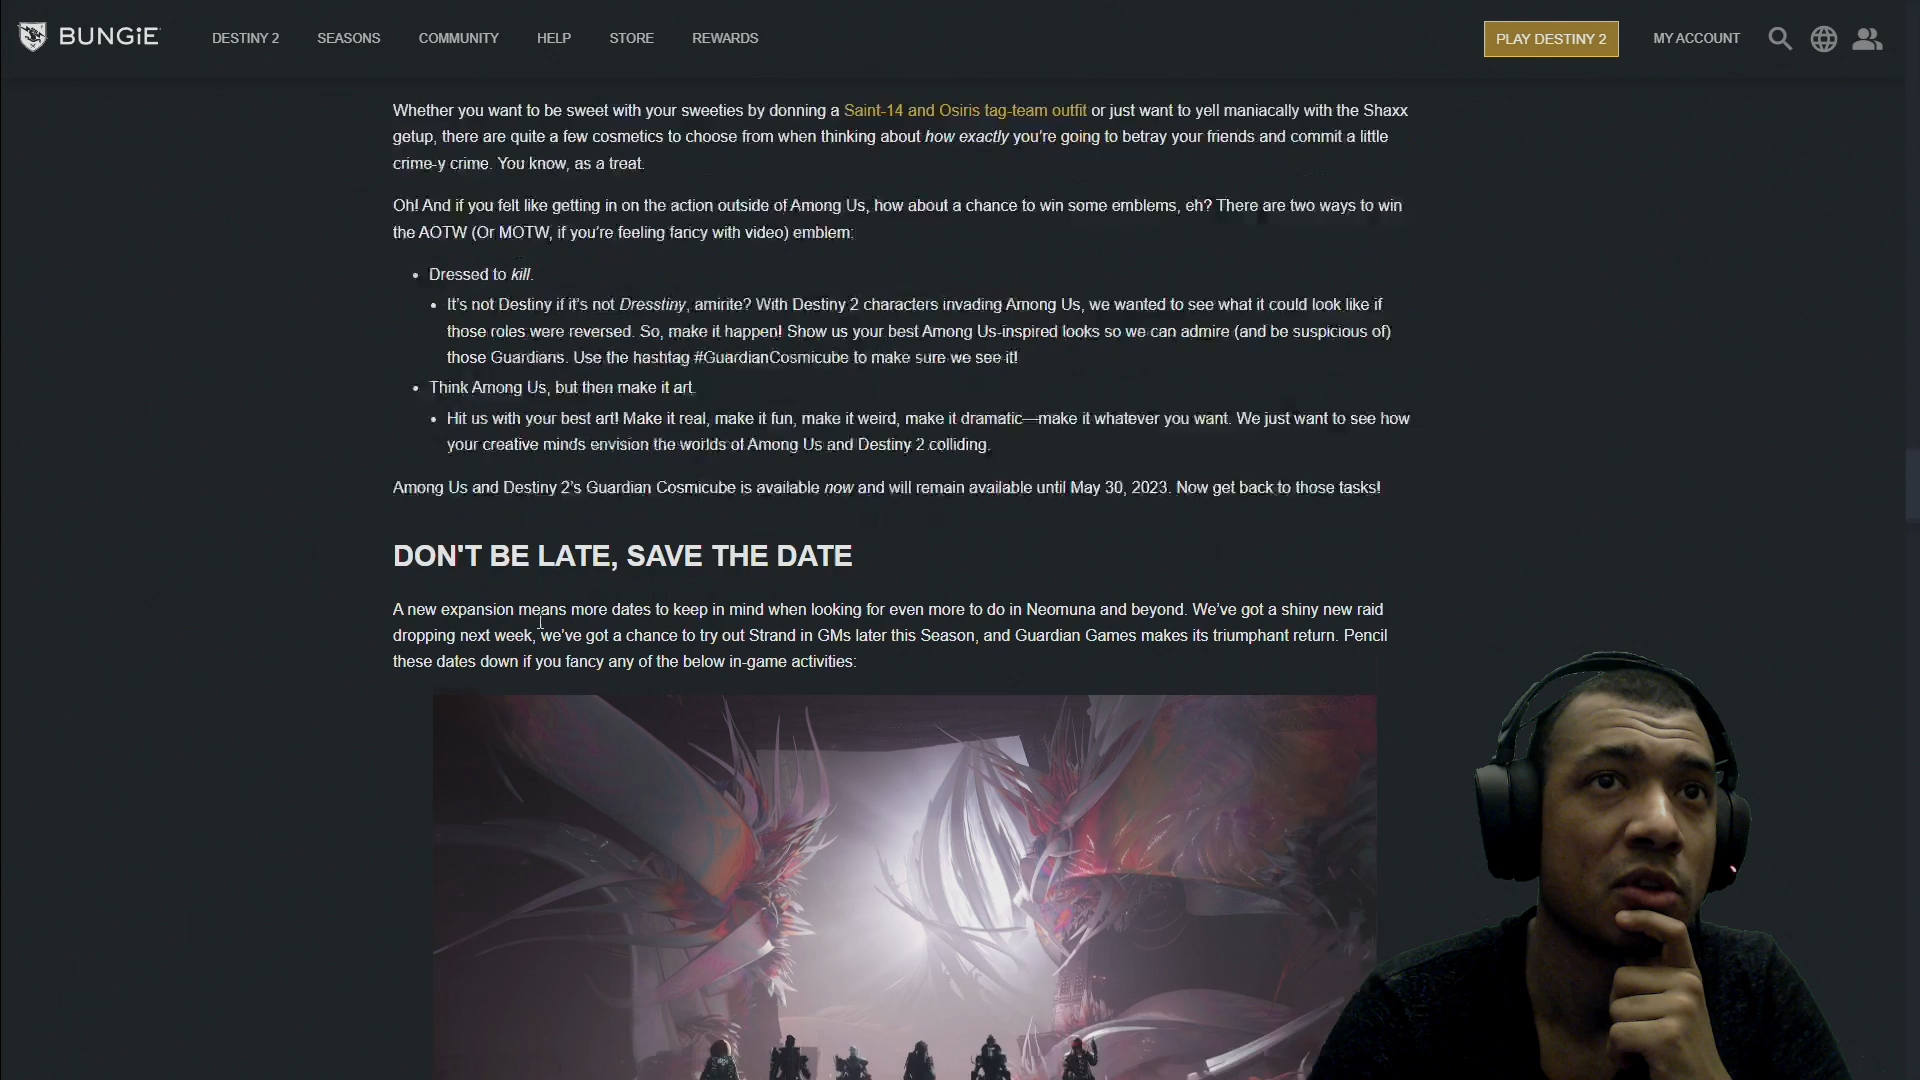 BUNGiE
DESTINY 2 SEASONS COMMUNITY HELP STORE REWARDS PLAY DESTINY 2 MY ACCOUNT
Whether you want to be sweet with your sweeties by donning a Saint-14 and Osiris tag-team outfit or just want to yell maniacally with the Shaxx
getup, there are quite a few cosmetics to choose from when thinking about how exactly you’re going to betray your friends and commit a little
crime-y crime. You know, as a treat.
Oh! And if you felt like getting in on the action outside of Among Us, how about a chance to win some emblems, eh? There are two ways to win
the AOTW (Or MOTW, if you’re feeling fancy with video) emblem:
• Dressed to kill.
• It’s not Destiny if it’s not Dresstiny, amirite? With Destiny 2 characters invading Among Us, we wanted to see what it could look like if
those roles were reversed. So, make it happen! Show us your best Among Us-inspired looks so we can admire (and be suspicious of)
those Guardians. Use the hashtag #GuardianCosmicube to make sure we see it!
• Think Among Us, but then make it art.
• Hit us with your best art! Make it real, make it fun, make it weird, make it dramatic—make it whatever you want. We just want to see how
your creative minds envision the worlds of Among Us and Destiny 2 colliding.
Among Us and Destiny 2’s Guardian Cosmicube is available now and will remain available until May 30, 2023. Now get back to those tasks!
DON'T BE LATE, SAVE THE DATE
A new expansion means more dates to keep in mind when looking for even more to do in Neomuna and beyond. We’ve got a shiny new raid
dropping next week, we’ve got a chance to try out Strand in GMs later this Season, and Guardian Games makes its triumphant return. Pencil
these dates down if you fancy any of the below in-game activities: